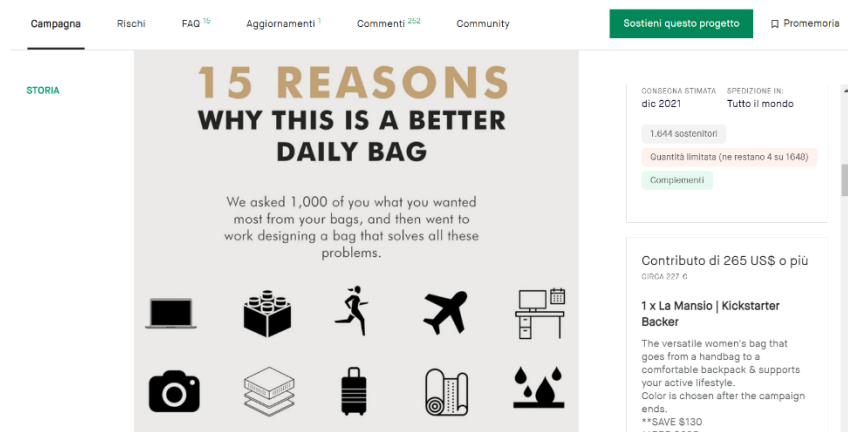 Campagna
Rischi
FAQ 15
Aggiornamenti 1
Commenti 252
Community
Sostieni questo progetto
Promemoria
STORIA
15 REASONS
WHY THIS IS A BETTER
DAILY BAG
We asked 1,000 of you what you wanted
most from your bags, and then went to
work designing a bag that solves all these
problems.
CONSEGNA STIMATA
dic 2021
SPEDIZIONE IN:
Tutto il mondo
1.644 sostenitori
Quantità limitata (ne restano 4 su 1648)
Complementi
Contributo di 265 US$ o più
CIRCA 227 €
1 x La Mansio | Kickstarter
Backer
The versatile women's bag that
goes from a handbag to a
comfortable backpack & supports
your active lifestyle.
Color is chosen after the campaign
ends.
**SAVE $130